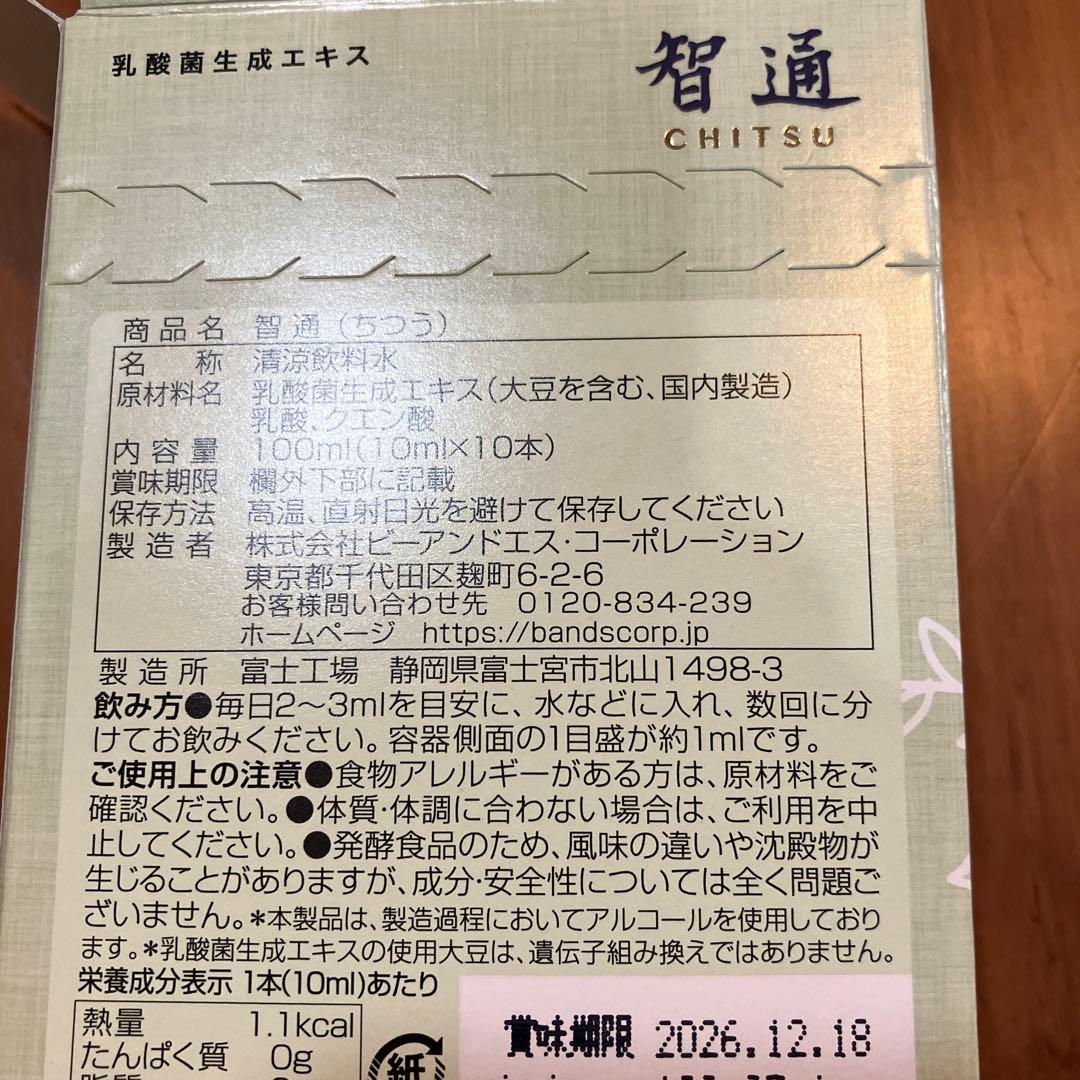 乳酸菌生成エキス
智通
CHITSU
商品名 智通（ちつう）
名称 清涼飲料水
原材料名 乳酸菌生成エキス（大豆を含む、国内製造）
乳酸、クエン酸
内容量 100ml（10ml×10本）
賞味期限 欄外下部に記載
保存方法 高温、直射日光を避けて保存してください
製造者 株式会社ビーアンドエス・コーポレーション
東京都千代田区麹町6-2-6
お客様問い合わせ先 0120-834-239
ホームページ https://bandscorp.jp
製造所 富士工場 静岡県富士宮市北山1498-3
飲み方●毎日2〜3mlを目安に、水などに入れ、数回に分
けてお飲みください。容器側面の1目盛が約1mlです。
ご使用上の注意●食物アレルギーがある方は、原材料をご
確認ください。●体質・体調に合わない場合は、ご利用を中
止してください。●発酵食品のため、風味の違いや沈殿物が
生じることがありますが、成分・安全性については全く問題ご
ざいません。＊本製品は、製造過程においてアルコールを使用しており
ます。＊乳酸菌生成エキスの使用大豆は、遺伝子組み換えではありません。
栄養成分表示 1本(10ml)あたり
熱量 1.1kcal
たんぱく質 0g
紙
賞味期限 2026.12.18